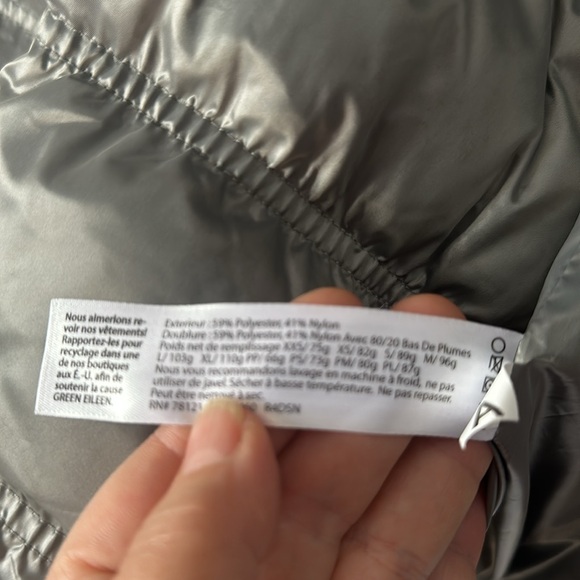 Nous aimerions re-
voir nos vêtements!
Rapportez-les pour
recyclage dans une
de nos boutiques
aux É.-U. afin de
soutenir la cause
GREEN EILEEN.
Exterieur : 59% Polyester, 41% Nylon
Doublure : 59% Polyester, 41% Nylon Avec 80/20 Bas De Plumes
Poids net de remplissage XXS/75g XS/82g S/89g M/96g
L/103g XL/110g PP/66g PS/73g PM/80g PL/87g
Nous vous recommandons lavage en machine à froid, ne pas
utiliser de javel. Sécher à basse température. Ne pas repasser.
Peut être nettoyé à sec.
RN# 78121 B4DSN